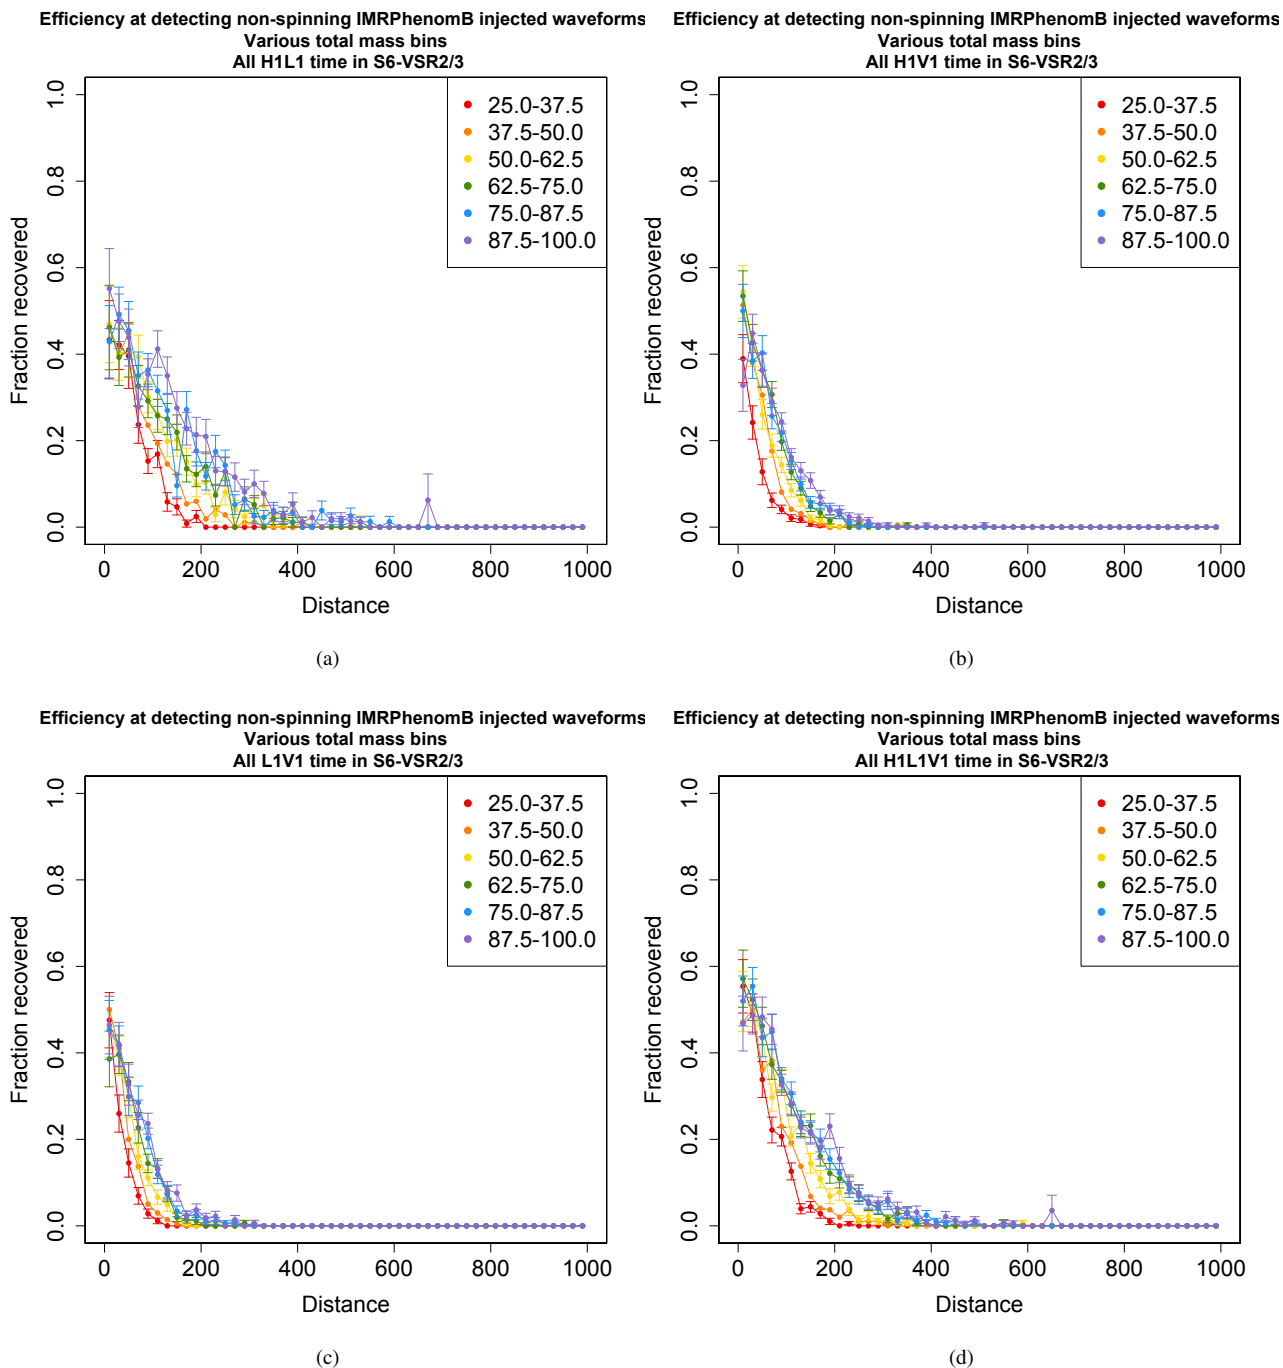 Efficiency at detecting non-spinning IMRPhenomB injected waveforms
Various total mass bins
All H1L1 time in S6-VSR2/3
25.0-37.5
37.5-50.0
50.0-62.5
62.5-75.0
75.0-87.5
87.5-100.0
Fraction recovered
0.0 0.2 0.4 0.6 0.8 1.0
0 200 400 600 800 1000
Distance
(a)
Efficiency at detecting non-spinning IMRPhenomB injected waveforms
Various total mass bins
All H1V1 time in S6-VSR2/3
25.0-37.5
37.5-50.0
50.0-62.5
62.5-75.0
75.0-87.5
87.5-100.0
Fraction recovered
0.0 0.2 0.4 0.6 0.8 1.0
0 200 400 600 800 1000
Distance
(b)
Efficiency at detecting non-spinning IMRPhenomB injected waveforms
Various total mass bins
All L1V1 time in S6-VSR2/3
25.0-37.5
37.5-50.0
50.0-62.5
62.5-75.0
75.0-87.5
87.5-100.0
Fraction recovered
0.0 0.2 0.4 0.6 0.8 1.0
0 200 400 600 800 1000
Distance
(c)
Efficiency at detecting non-spinning IMRPhenomB injected waveforms
Various total mass bins
All H1L1V1 time in S6-VSR2/3
25.0-37.5
37.5-50.0
50.0-62.5
62.5-75.0
75.0-87.5
87.5-100.0
Fraction recovered
0.0 0.2 0.4 0.6 0.8 1.0
0 200 400 600 800 1000
Distance
(d)